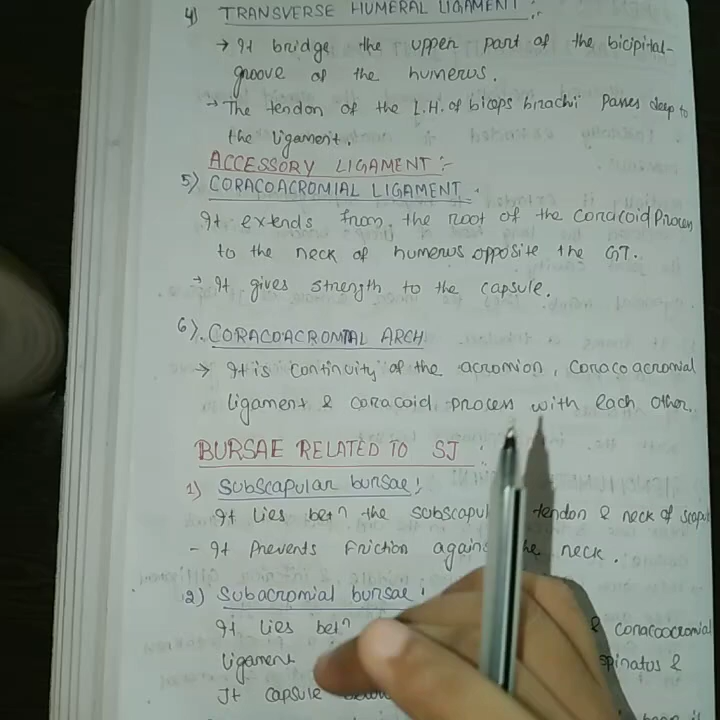 4) TRANSVERSE HUMERAL LIGAMENT :-
→ It bridge the upper part of the bicipital-
groove of the humerus.
→ The tendon of the L.H. of biceps brachii Passes deep to
the ligament.
ACCESSORY LIGAMENT :-
5) CORACOACROMIAL LIGAMENT
It extends from the root of the coracoid Process
to the neck of humerus opposite the GT.
→ It gives strength to the capsule.
6). CORACOACROMIAL ARCH
→ It is continuity of the acromion, coracoacromial
ligament & coracoid process with each other.
BURSAE RELATED TO SJ :-
1) Subscapular bursae :
It lies betn the subscapul tendon & neck of scapu
- It Prevents Friction agains he neck.
2) Subacromial bursae :
It lies betn & coracoacromial
ligament spinatus &
Jt capsule